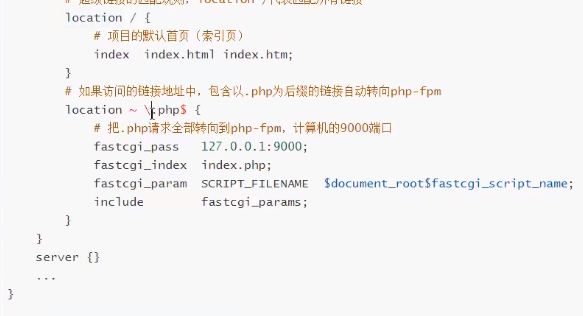 location / {
# 项目的默认首页（索引页）
index  index.html index.htm;
}
# 如果访问的链接地址中，包含以.php为后缀的链接自动转向php-fpm
location ~ \.php$ {
# 把.php请求全部转向到php-fpm，计算机的9000端口
fastcgi_pass   127.0.0.1:9000;
fastcgi_index  index.php;
fastcgi_param  SCRIPT_FILENAME  $document_root$fastcgi_script_name;
include        fastcgi_params;
}
}
server {}
...
}